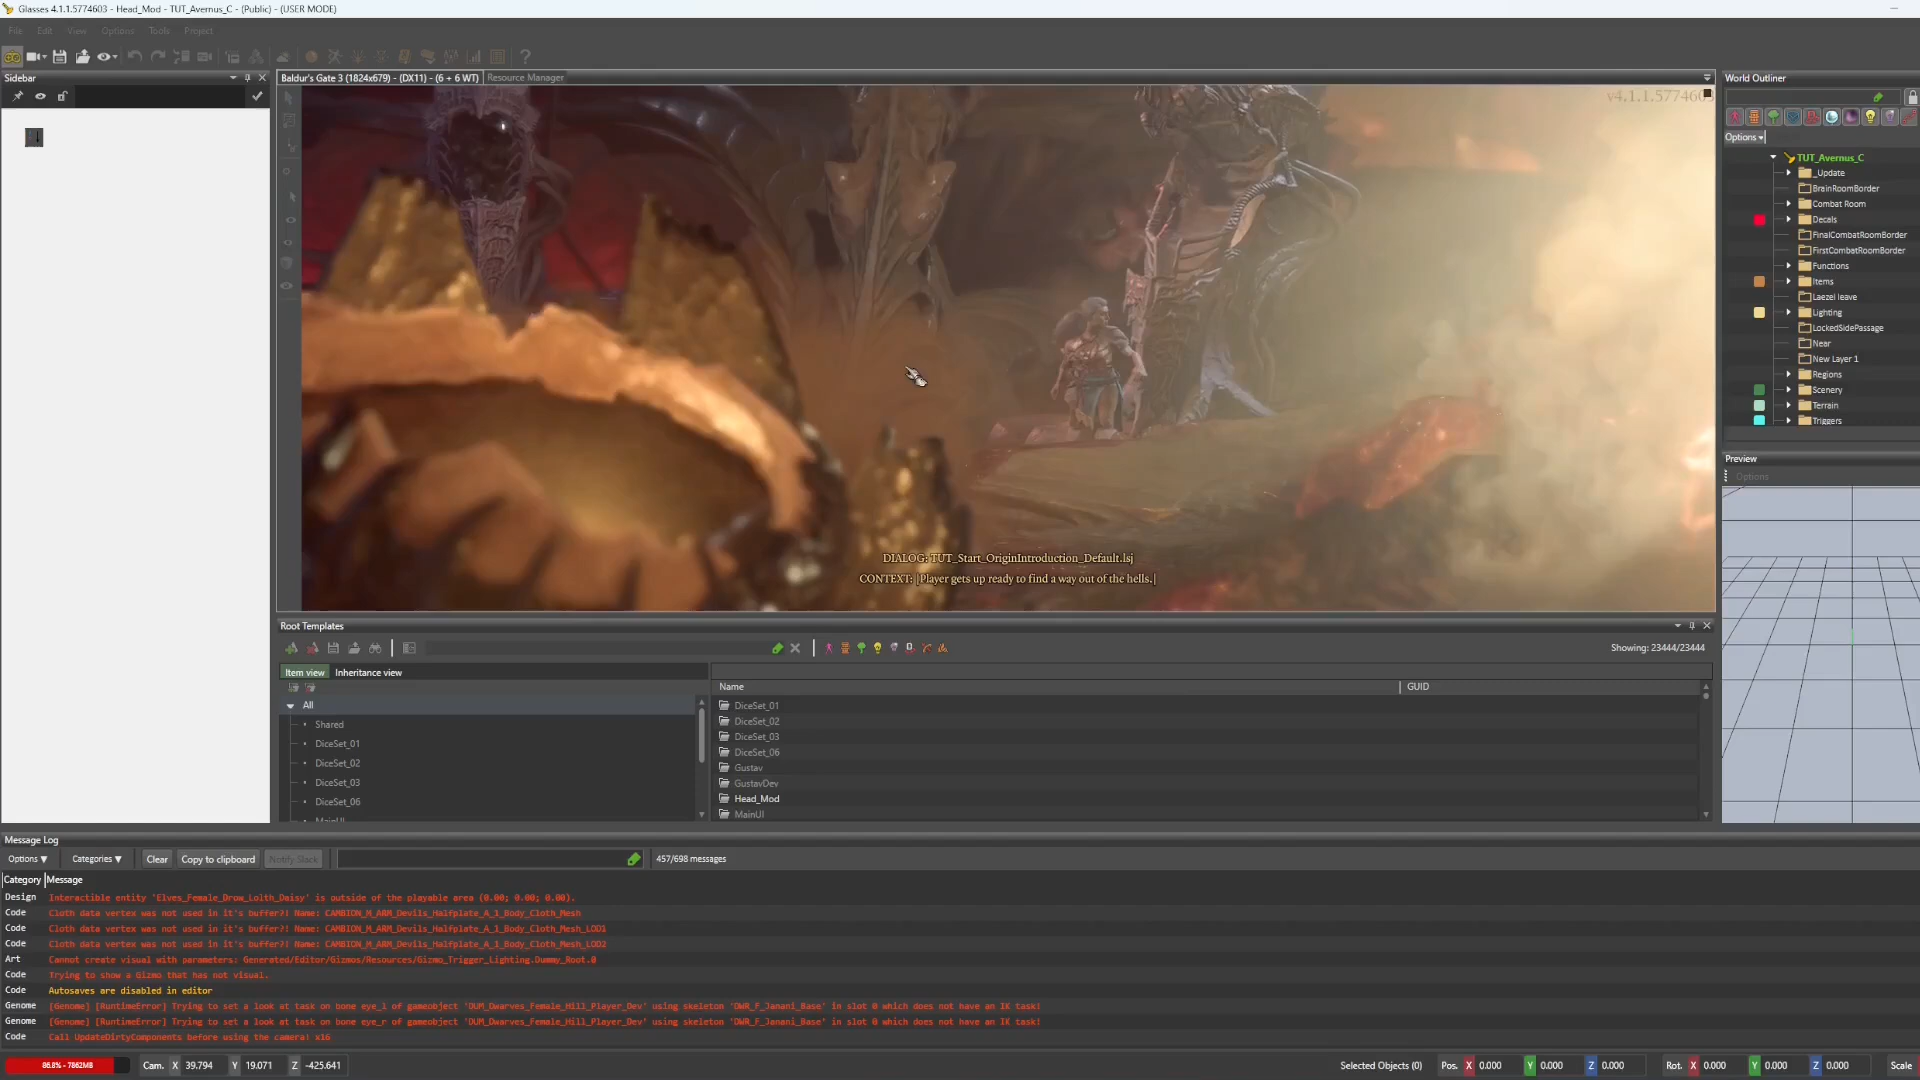 Glasses 4.1.1.5774603 - Head_Mod - TUT_Avernus_C - (Public) - (USER MODE)
File Edit View Options Tools Project
Sidebar
Baldur's Gate 3 (1824x679) - (DX11) - (6 + 6 WT)
Resource Manager
v4.1.1.5774603
DIALOG: TUT_Start_OriginIntroduction_Default.lsj
CONTEXT: |Player gets up ready to find a way out of the hells.|
World Outliner
Options
TUT_Avernus_C
_Update
BrainRoomBorder
Combat Room
Decals
FinalCombatRoomBorder
FirstCombatRoomBorder
Functions
Items
Laezel leave
Lighting
LockedSidePassage
Near
New Layer 1
Regions
Scenery
Terrain
Triggers
Preview
Options
Root Templates
Showing: 23444/23444
Item view
Inheritance view
All
Shared
DiceSet_01
DiceSet_02
DiceSet_03
DiceSet_06
MainUI
Name
GUID
DiceSet_01
DiceSet_02
DiceSet_03
DiceSet_06
Gustav
GustavDev
Head_Mod
MainUI
Message Log
Options Categories Clear Copy to clipboard Notify Slack 457/698 messages
Category Message
Design Interactible entity 'Elves_Female_Drow_Lolth_Daisy' is outside of the playable area (0.00; 0.00; 0.00).
Code Cloth data vertex was not used in it's buffer?! Name: CAMBION_M_ARM_Devils_Halfplate_A_1_Body_Cloth_Mesh
Code Cloth data vertex was not used in it's buffer?! Name: CAMBION_M_ARM_Devils_Halfplate_A_1_Body_Cloth_Mesh_LOD1
Code Cloth data vertex was not used in it's buffer?! Name: CAMBION_M_ARM_Devils_Halfplate_A_1_Body_Cloth_Mesh_LOD2
Art Cannot create visual with parameters: Generated/Editor/Gizmos/Resources/Gizmo_Trigger_Lighting.Dummy_Root.0
Code Trying to show a Gizmo that has not visual.
Code Autosaves are disabled in editor
Genome [Genome] [RuntimeError] Trying to set a look at task on bone eye_l of gameobject 'DUM_Dwarves_Female_Hill_Player_Dev' using skeleton 'DWR_F_Janani_Base' in slot 0 which does not have an IK task!
Genome [Genome] [RuntimeError] Trying to set a look at task on bone eye_r of gameobject 'DUM_Dwarves_Female_Hill_Player_Dev' using skeleton 'DWR_F_Janani_Base' in slot 0 which does not have an IK task!
Code Call UpdateDirtyComponents before using the camera! x16
86.8% - 7862MB Cam. X 39.794 Y 19.071 Z -425.641 Selected Objects (0) Pos. X 0.000 Y 0.000 Z 0.000 Rot. X 0.000 Y 0.000 Z 0.000 Scale